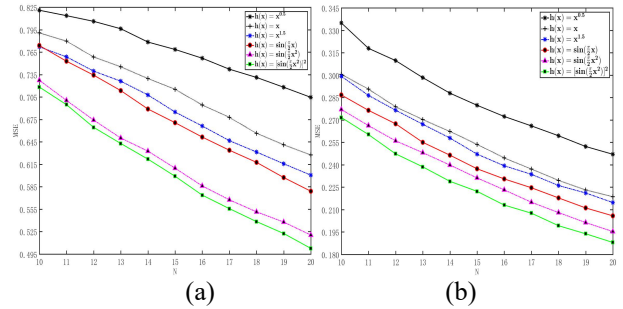 0.825
0.795
0.765
0.735
0.705
0.675
0.645
0.615
0.585
0.555
0.525
0.495
MSE
10 11 12 13 14 15 16 17 18 19 20
N
h(x) = x^0.5
h(x) = x
h(x) = x^1.5
h(x) = sin(π/2 x)
h(x) = sin(π/2 x²)
h(x) = [sin(π/2 x²)]²
(a)
0.345
0.330
0.315
0.300
0.285
0.270
0.255
0.240
0.225
0.210
0.195
0.180
MSE
10 11 12 13 14 15 16 17 18 19 20
N
h(x) = x^0.5
h(x) = x
h(x) = x^1.5
h(x) = sin(π/2 x)
h(x) = sin(π/2 x²)
h(x) = [sin(π/2 x²)]²
(b)